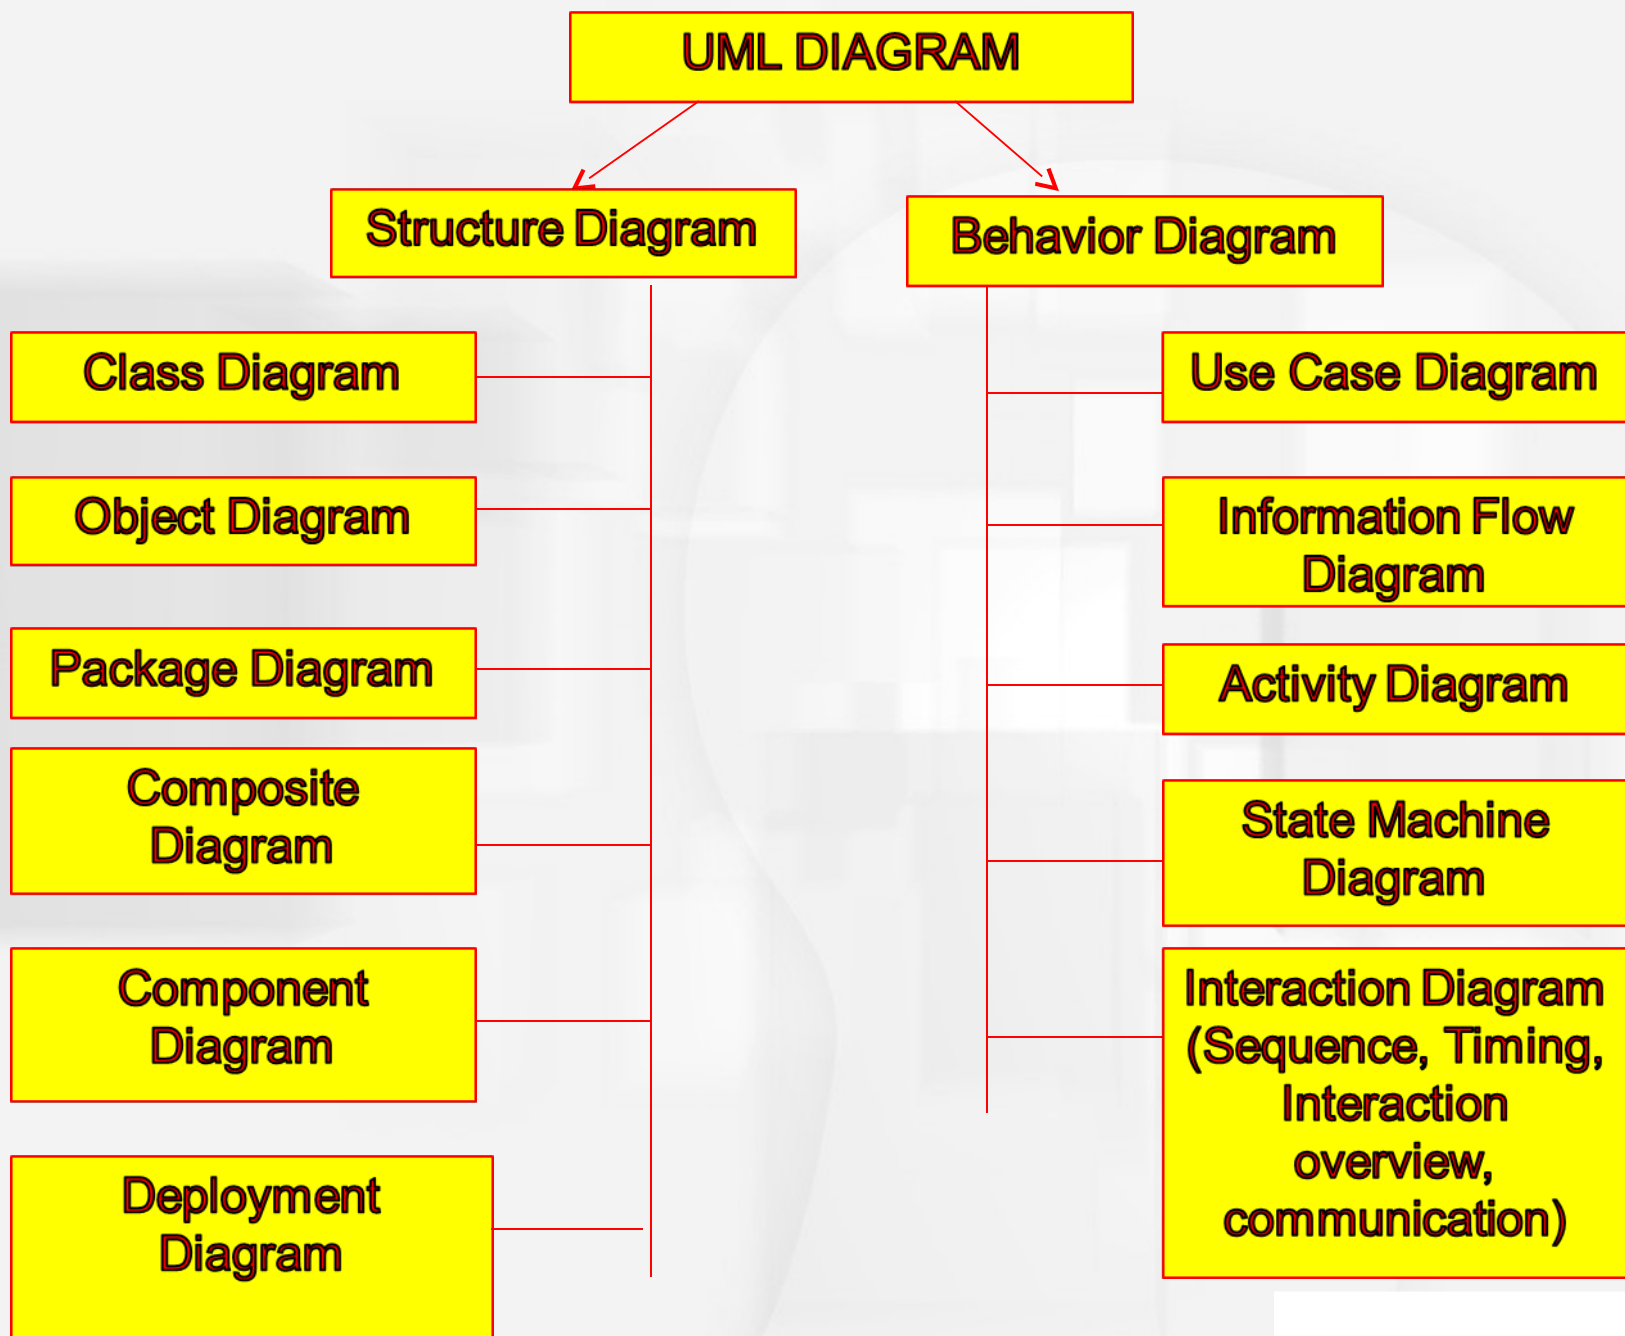 UML DIAGRAM
Structure Diagram
Behavior Diagram
Class Diagram
Object Diagram
Package Diagram
Composite
Diagram
Component
Diagram
Deployment
Diagram
Use Case Diagram
Information Flow
Diagram
Activity Diagram
State Machine
Diagram
Interaction Diagram
(Sequence, Timing,
Interaction
overview,
communication)